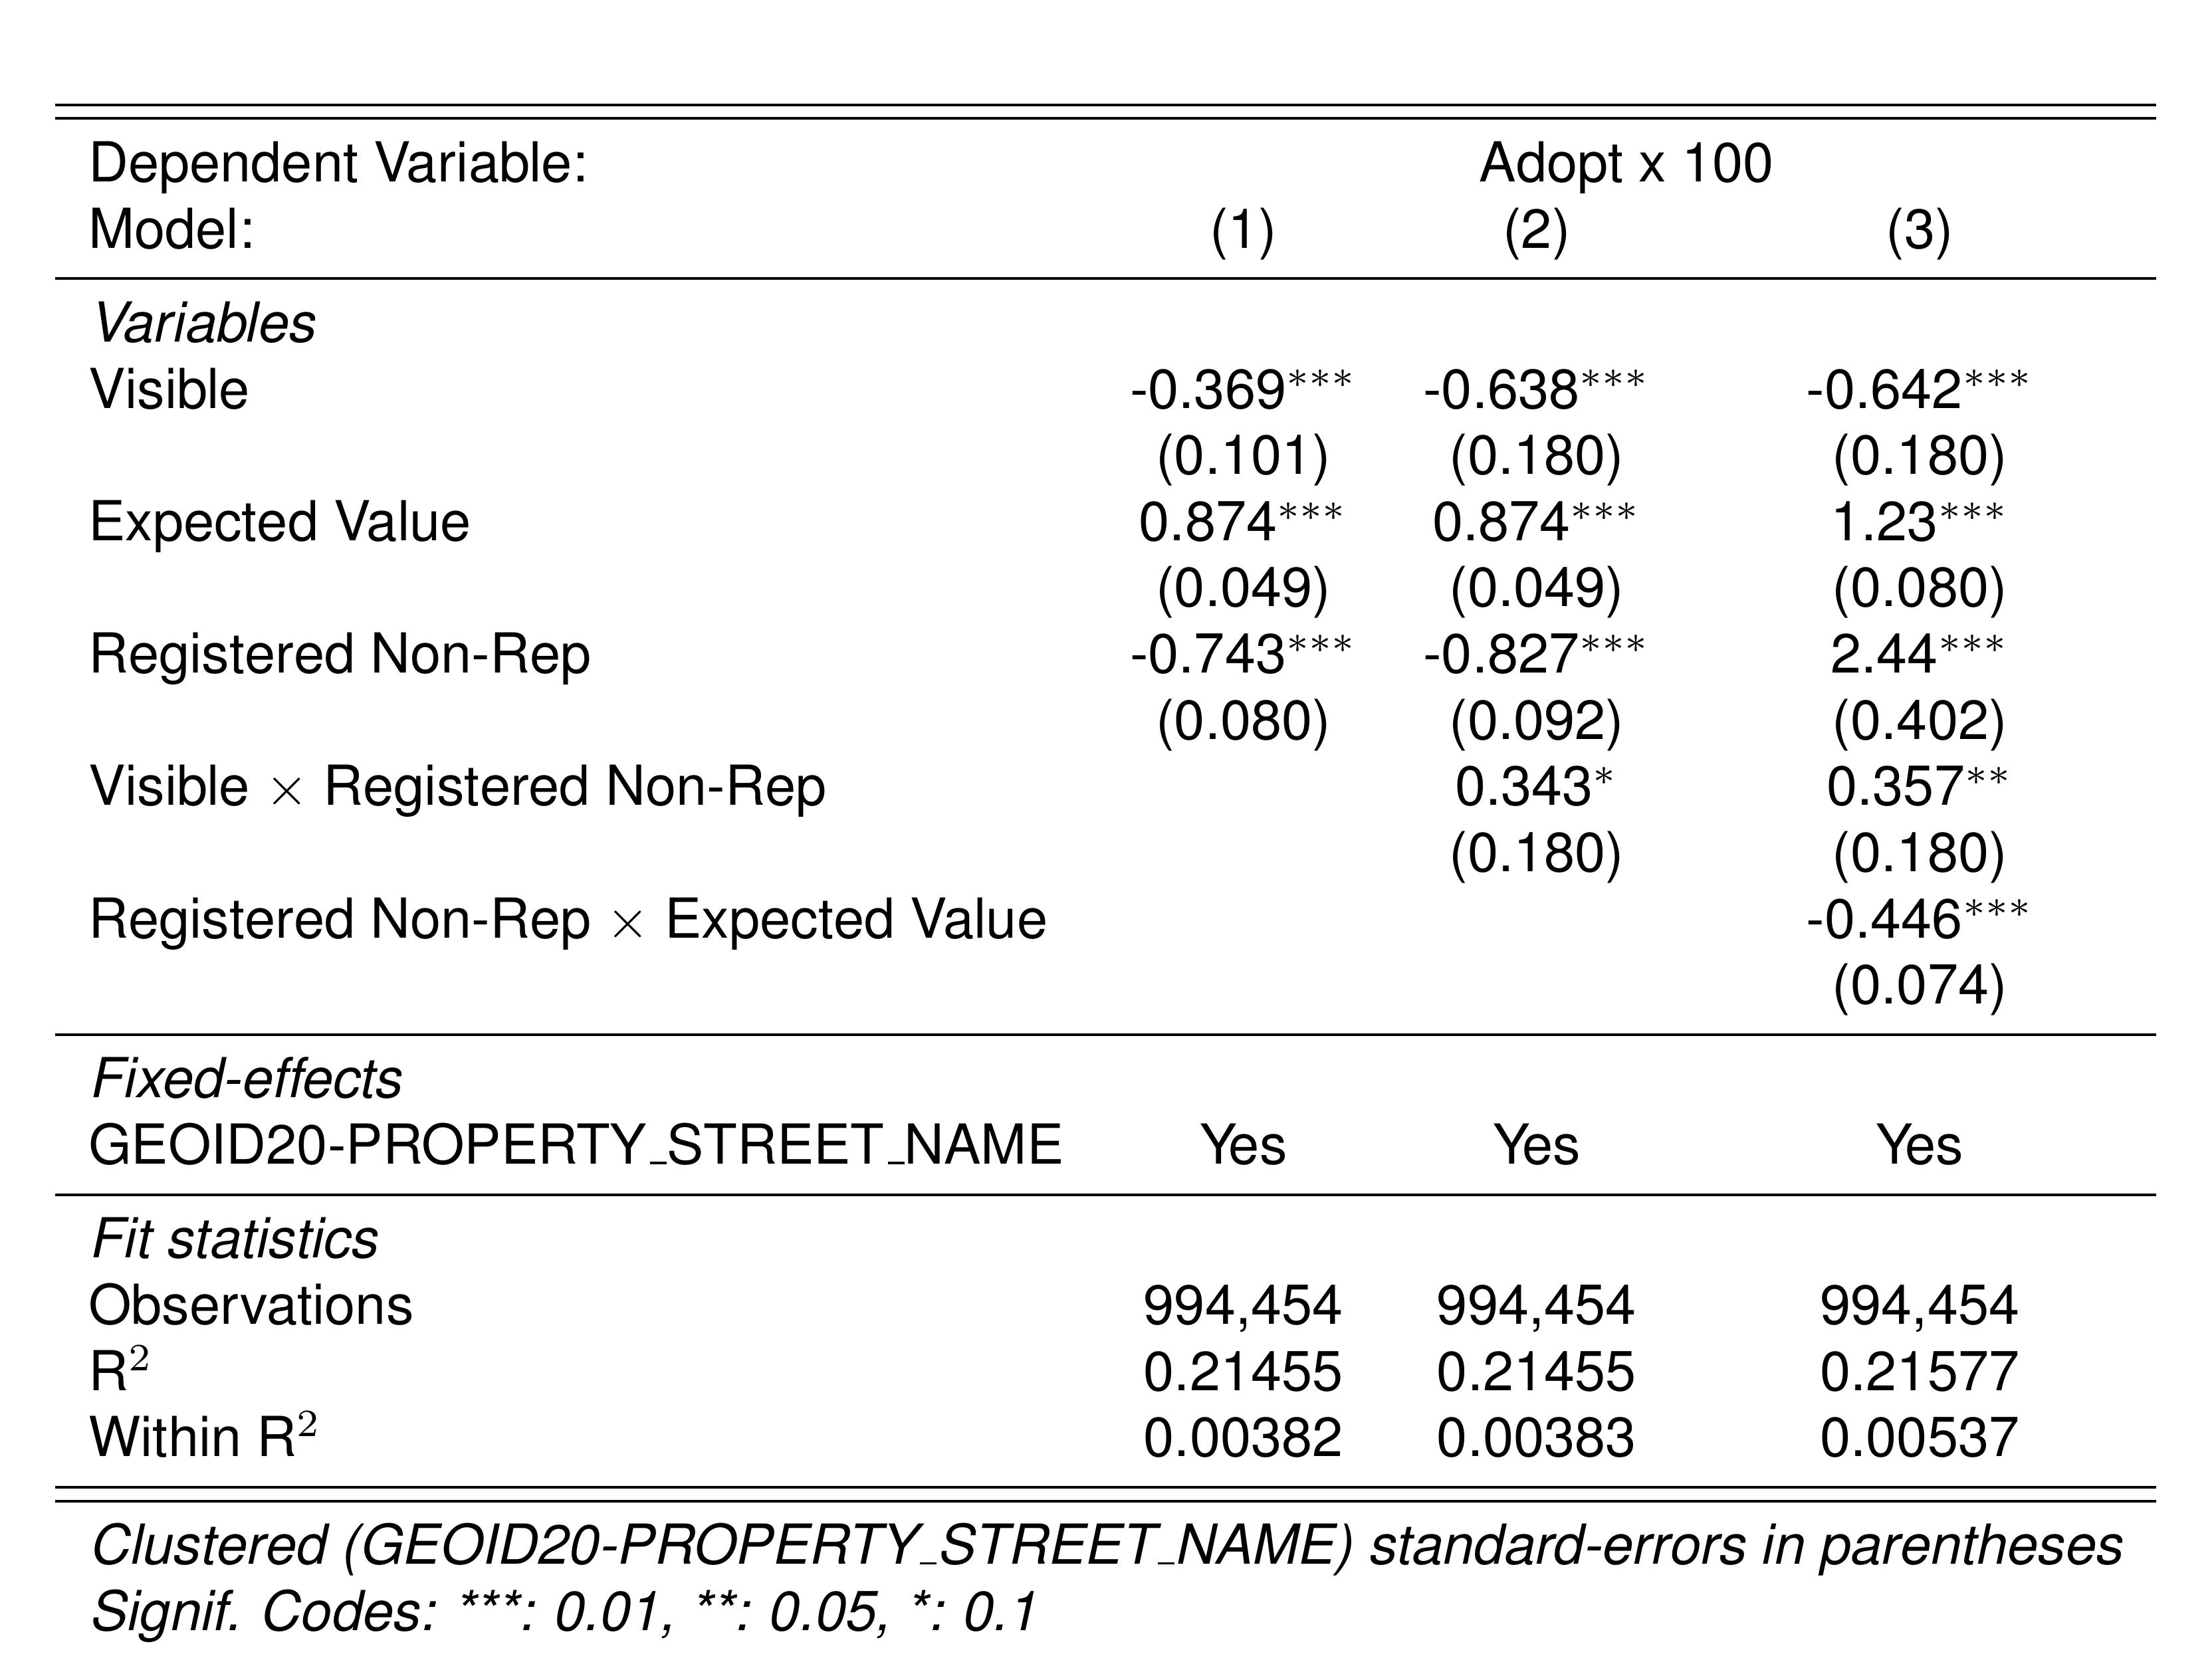 Dependent Variable: Adopt x 100
Model: (1) (2) (3)
Variables
Visible -0.369*** -0.638*** -0.642***
(0.101) (0.180) (0.180)
Expected Value 0.874*** 0.874*** 1.23***
(0.049) (0.049) (0.080)
Registered Non-Rep -0.743*** -0.827*** 2.44***
(0.080) (0.092) (0.402)
Visible × Registered Non-Rep 0.343* 0.357**
(0.180) (0.180)
Registered Non-Rep × Expected Value -0.446***
(0.074)
Fixed-effects
GEOID20-PROPERTY_STREET_NAME Yes Yes Yes
Fit statistics
Observations 994,454 994,454 994,454
R² 0.21455 0.21455 0.21577
Within R² 0.00382 0.00383 0.00537
Clustered (GEOID20-PROPERTY_STREET_NAME) standard-errors in parentheses
Signif. Codes: ***: 0.01, **: 0.05, *: 0.1